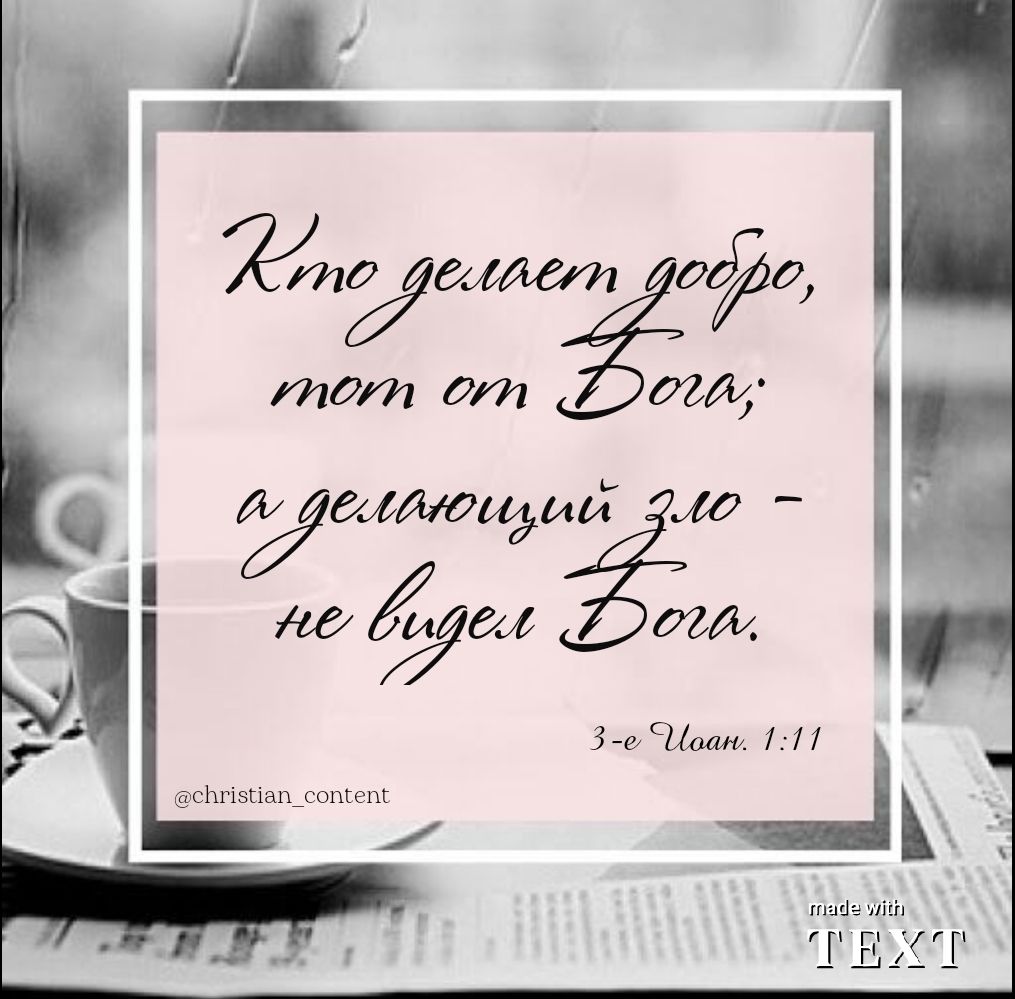 Кто делает добро,
тот от Бога;
а делающий зло -
не видел Бога.
3-е Иоан. 1:11
@christian_content
made with
TEXT